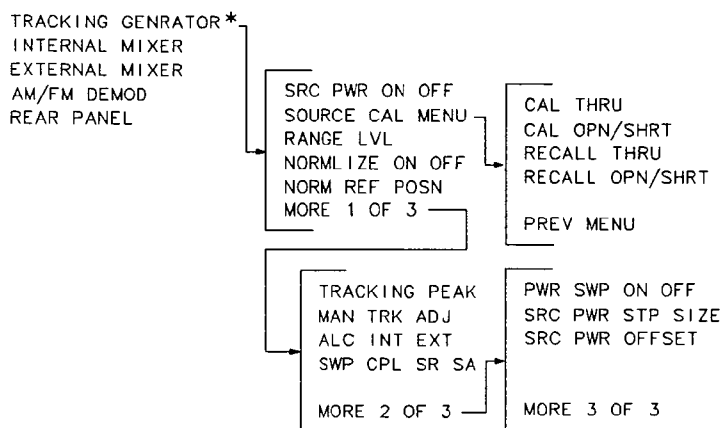 TRACKING GENRATOR*
INTERNAL MIXER
EXTERNAL MIXER
AM/FM DEMOD
REAR PANEL
SRC PWR ON OFF
SOURCE CAL MENU
RANGE LVL
NORMLIZE ON OFF
NORM REF POSN
MORE 1 OF 3
CAL THRU
CAL OPN/SHRT
RECALL THRU
RECALL OPN/SHRT
PREV MENU
TRACKING PEAK
MAN TRK ADJ
ALC INT EXT
SWP CPL SR SA
MORE 2 OF 3
PWR SWP ON OFF
SRC PWR STP SIZE
SRC PWR OFFSET
MORE 3 OF 3